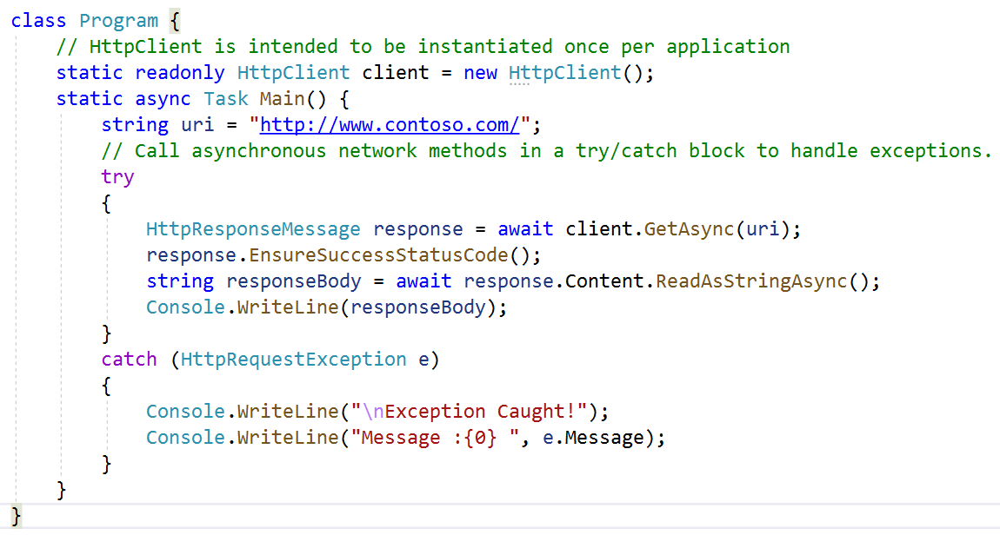 class Program {
    // HttpClient is intended to be instantiated once per application
    static readonly HttpClient client = new HttpClient();
    static async Task Main() {
        string uri = "http://www.contoso.com/";
        // Call asynchronous network methods in a try/catch block to handle exceptions.
        try
        {
            HttpResponseMessage response = await client.GetAsync(uri);
            response.EnsureSuccessStatusCode();
            string responseBody = await response.Content.ReadAsStringAsync();
            Console.WriteLine(responseBody);
        }
        catch (HttpRequestException e)
        {
            Console.WriteLine("\nException Caught!");
            Console.WriteLine("Message :{0} ", e.Message);
        }
    }
}